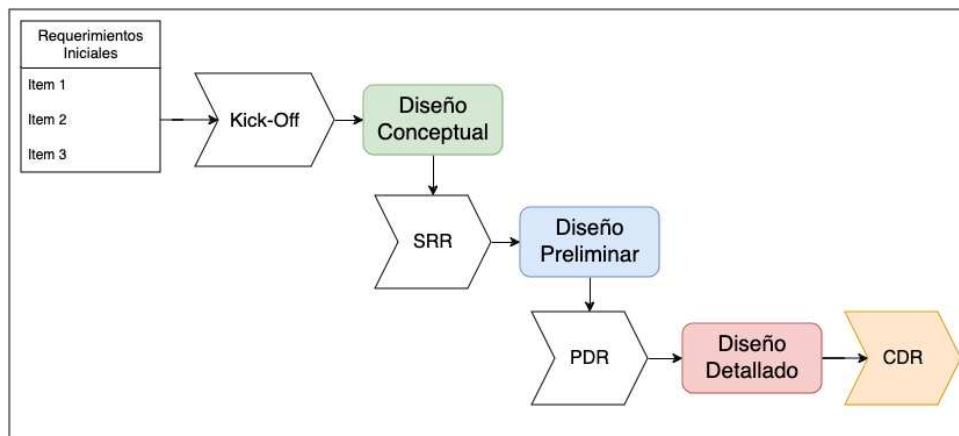 Requerimientos
Iniciales
Item 1
Item 2
Item 3
Kick-Off
Diseño
Conceptual
SRR
Diseño
Preliminar
PDR
Diseño
Detallado
CDR